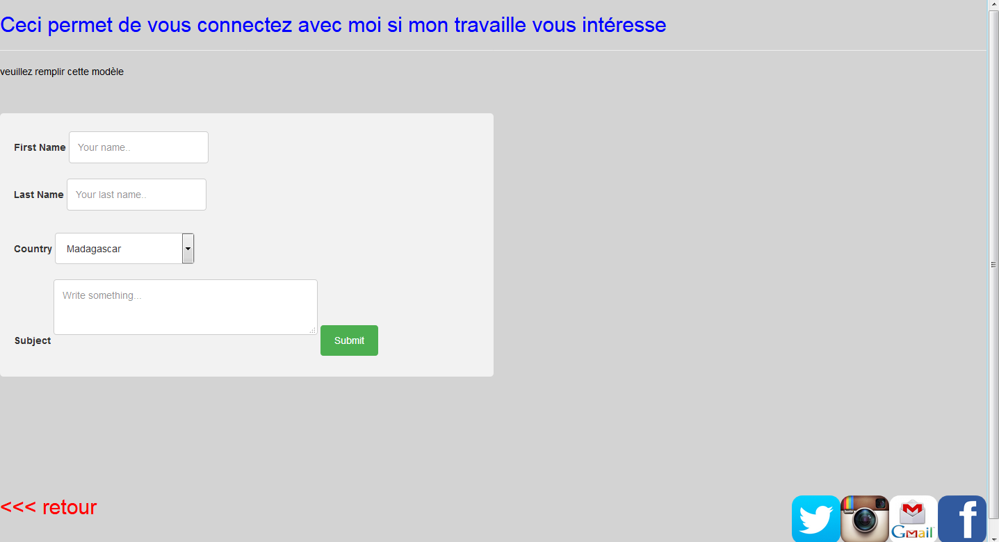 Ceci permet de vous connectez avec moi si mon travaille vous intéresse
veuillez remplir cette modèle
First Name Your name..
Last Name Your last name..
Country Madagascar
Write something...
Subject Submit
<<< retour
Gmail